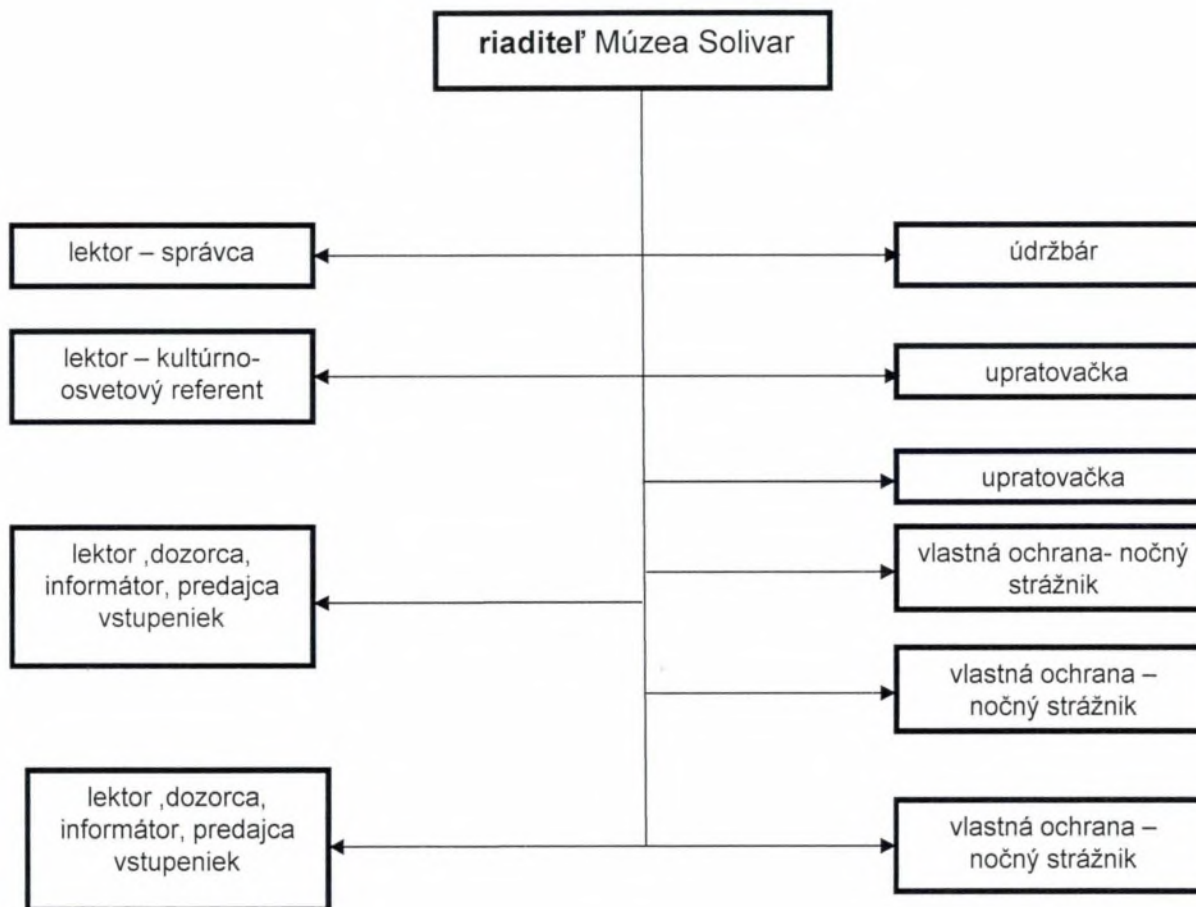 riaditeľ Múzea Solivar
lektor – správca
údržbár
lektor – kultúrno-
osvetový referent
upratovačka
upratovačka
lektor ,dozorca,
informátor, predajca
vstupeniek
vlastná ochrana- nočný
strážnik
vlastná ochrana –
nočný strážnik
lektor ,dozorca,
informátor, predajca
vstupeniek
vlastná ochrana –
nočný strážnik